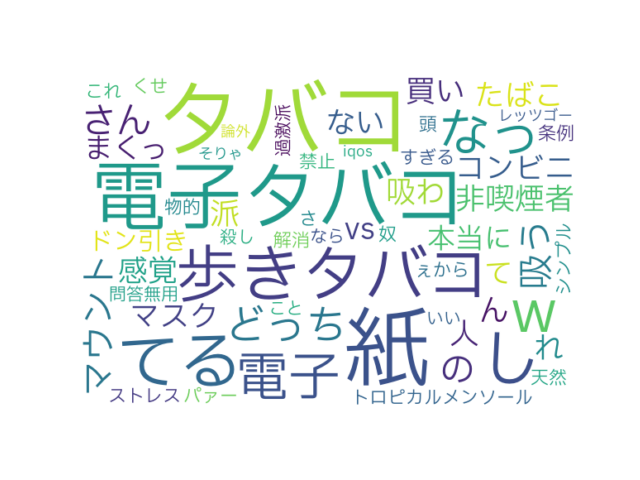 これ
くせ
タバコ
買い
たばこ
さん
論外
過激派
ない
頭
レッツゴー
なっ
条例
まくっ
そりゃ
禁止
iqos
すぎる
コンビニ
電子タバコ
吸わ
非喫煙者
物的
派
さ
ドン引き
殺し
解消
なら
vs
奴
本当に
吸う
シンプル
マウント
感覚
歩きタバコ
ぇから
て
問答無用
マスク
どっち
こと
紙
いい
人
ん
w
てる
電子
の
し
れ
天然
ストレス
パァー
トロピカルメンソール